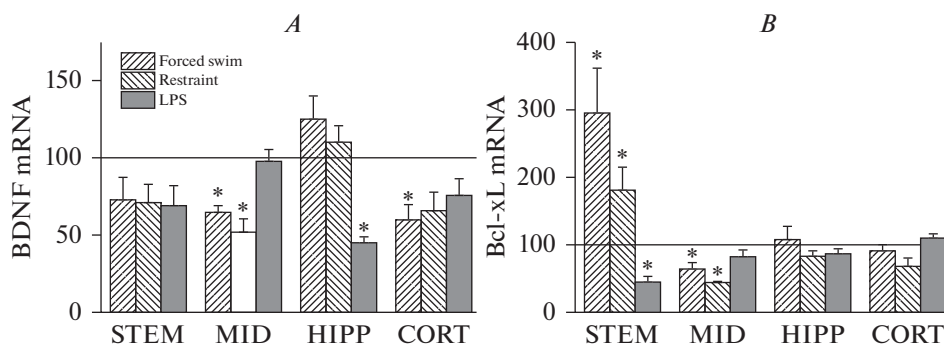 A
BDNF mRNA
150
100
50
0
Forced swim
Restraint
LPS
*
*
*
*
STEM MID HIPP CORT
B
Bcl-xL mRNA
400
300
200
100
0
*
*
*
*
*
STEM MID HIPP CORT